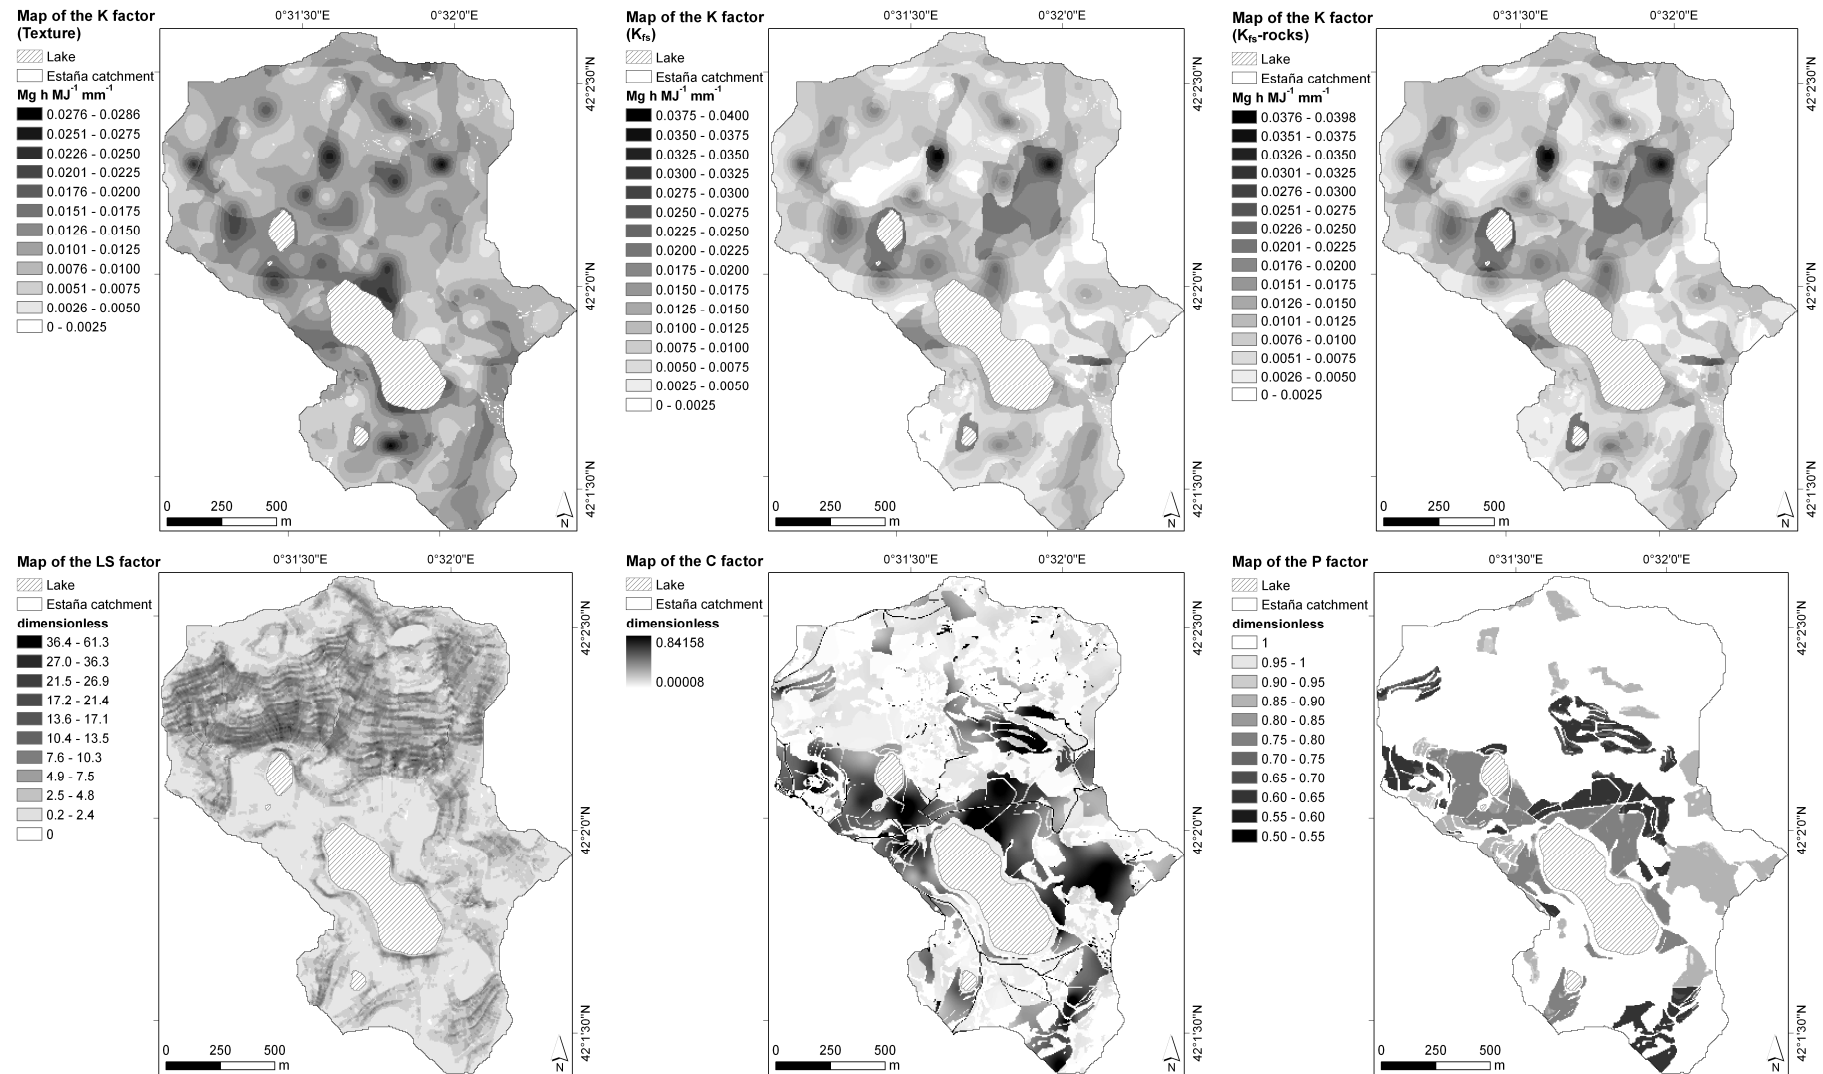 Map of the K factor
(Texture)
Lake
Estaña catchment
Mg h MJ-1 mm-1
0.0276 - 0.0286
0.0251 - 0.0275
0.0226 - 0.0250
0.0201 - 0.0225
0.0176 - 0.0200
0.0151 - 0.0175
0.0126 - 0.0150
0.0101 - 0.0125
0.0076 - 0.0100
0.0051 - 0.0075
0.0026 - 0.0050
0 - 0.0025
0°31'30"E 0°32'0"E
42°2'30"N
42°2'0"N
42°1'30"N
0 250 500
m
N
Map of the K factor
(Kfs)
Lake
Estaña catchment
Mg h MJ-1 mm-1
0.0375 - 0.0400
0.0350 - 0.0375
0.0325 - 0.0350
0.0300 - 0.0325
0.0275 - 0.0300
0.0250 - 0.0275
0.0225 - 0.0250
0.0200 - 0.0225
0.0175 - 0.0200
0.0150 - 0.0175
0.0125 - 0.0150
0.0100 - 0.0125
0.0075 - 0.0100
0.0050 - 0.0075
0.0025 - 0.0050
0 - 0.0025
0°31'30"E 0°32'0"E
42°2'30"N
42°2'0"N
42°1'30"N
0 250 500
m
N
Map of the K factor
(Kfs-rocks)
Lake
Estaña catchment
Mg h MJ-1 mm-1
0.0376 - 0.0398
0.0351 - 0.0375
0.0326 - 0.0350
0.0301 - 0.0325
0.0276 - 0.0300
0.0251 - 0.0275
0.0226 - 0.0250
0.0201 - 0.0225
0.0176 - 0.0200
0.0151 - 0.0175
0.0126 - 0.0150
0.0101 - 0.0125
0.0076 - 0.0100
0.0051 - 0.0075
0.0026 - 0.0050
0 - 0.0025
0°31'30"E 0°32'0"E
42°2'30"N
42°2'0"N
42°1'30"N
0 250 500
m
N
Map of the LS factor
Lake
Estaña catchment
dimensionless
36.4 - 61.3
27.0 - 36.3
21.5 - 26.9
17.2 - 21.4
13.6 - 17.1
10.4 - 13.5
7.6 - 10.3
4.9 - 7.5
2.5 - 4.8
0.2 - 2.4
0
0°31'30"E 0°32'0"E
42°2'30"N
42°2'0"N
42°1'30"N
0 250 500
m
N
Map of the C factor
Lake
Estaña catchment
dimensionless
0.84158
0.00008
0°31'30"E 0°32'0"E
42°2'30"N
42°2'0"N
42°1'30"N
0 250 500
m
N
Map of the P factor
Lake
Estaña catchment
dimensionless
1
0.95 - 1
0.90 - 0.95
0.85 - 0.90
0.80 - 0.85
0.75 - 0.80
0.70 - 0.75
0.65 - 0.70
0.60 - 0.65
0.55 - 0.60
0.50 - 0.55
0°31'30"E 0°32'0"E
42°2'30"N
42°2'0"N
42°1'30"N
0 250 500
m
N